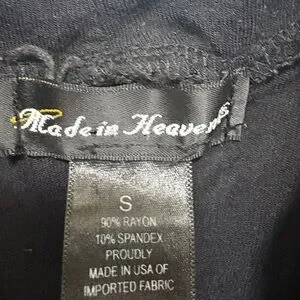 Made in Heaven
S
90% RAYON
10% SPANDEX
PROUDLY
MADE IN USA OF
IMPORTED FABRIC